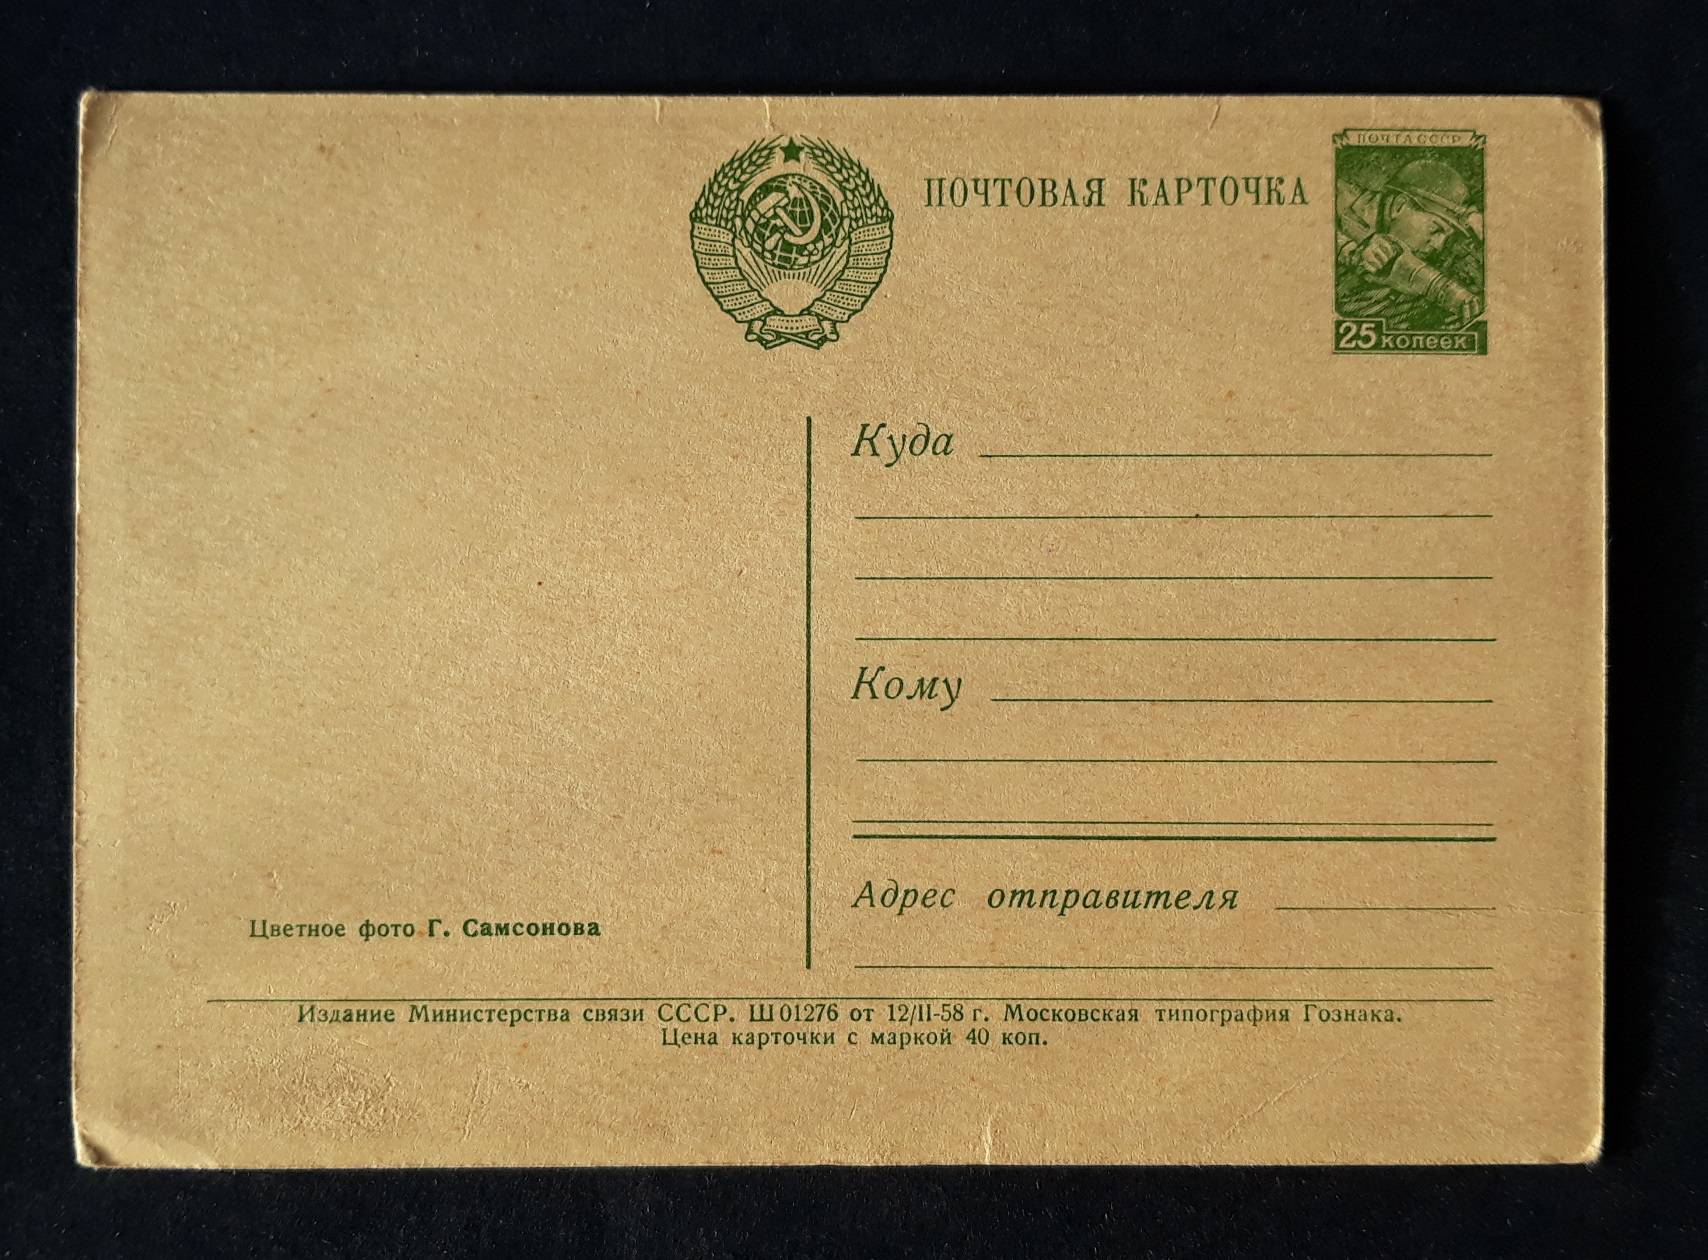 ПОЧТА СССР
ПОЧТОВАЯ КАРТОЧКА
25 копеек
Куда
Кому
Адрес отправителя
Цветное фото Г. Самсонова
Издание Министерства связи СССР. Ш 01276 от 12/II-58 г. Московская типография Гознака.
Цена карточки с маркой 40 коп.